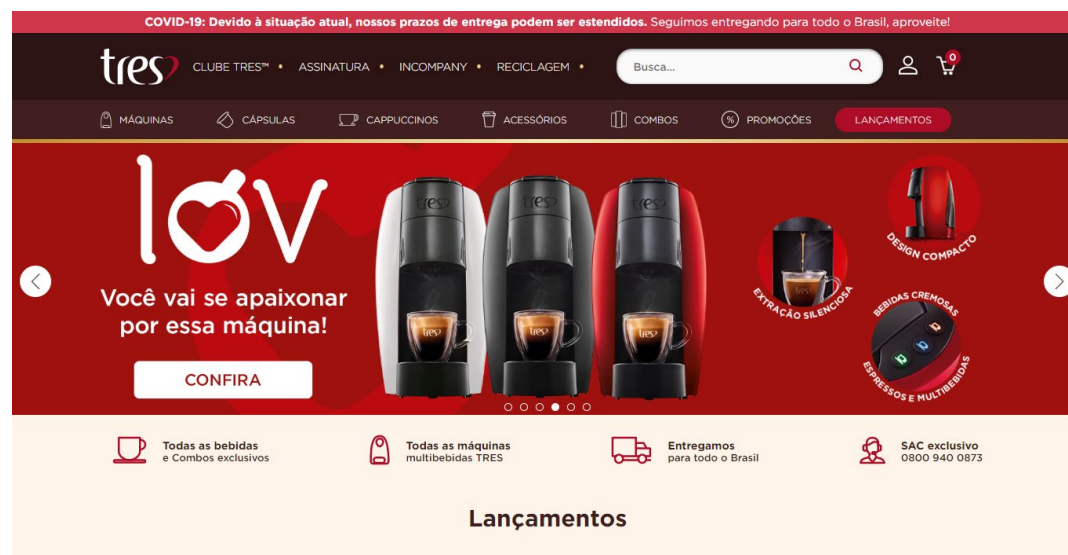 COVID-19: Devido à situação atual, nossos prazos de entrega podem ser estendidos. Seguimos entregando para todo o Brasil, aproveite!
tres
CLUBE TRES™ • ASSINATURA • INCOMPANY • RECICLAGEM •
Busca...
0
MÁQUINAS
CÁPSULAS
CAPPUCCINOS
ACESSÓRIOS
COMBOS
PROMOÇÕES
LANÇAMENTOS
lov
Você vai se apaixonar
por essa máquina!
CONFIRA
tres
tres
tres
tres
tres
DESIGN COMPACTO
EXTRAÇÃO SILENCIOSA
BEBIDAS CREMOSAS
ESPRESSOS E MULTIBEBIDAS
Todas as bebidas
e Combos exclusivos
Todas as máquinas
multibebidas TRES
Entregamos
para todo o Brasil
SAC exclusivo
0800 940 0873
Lançamentos